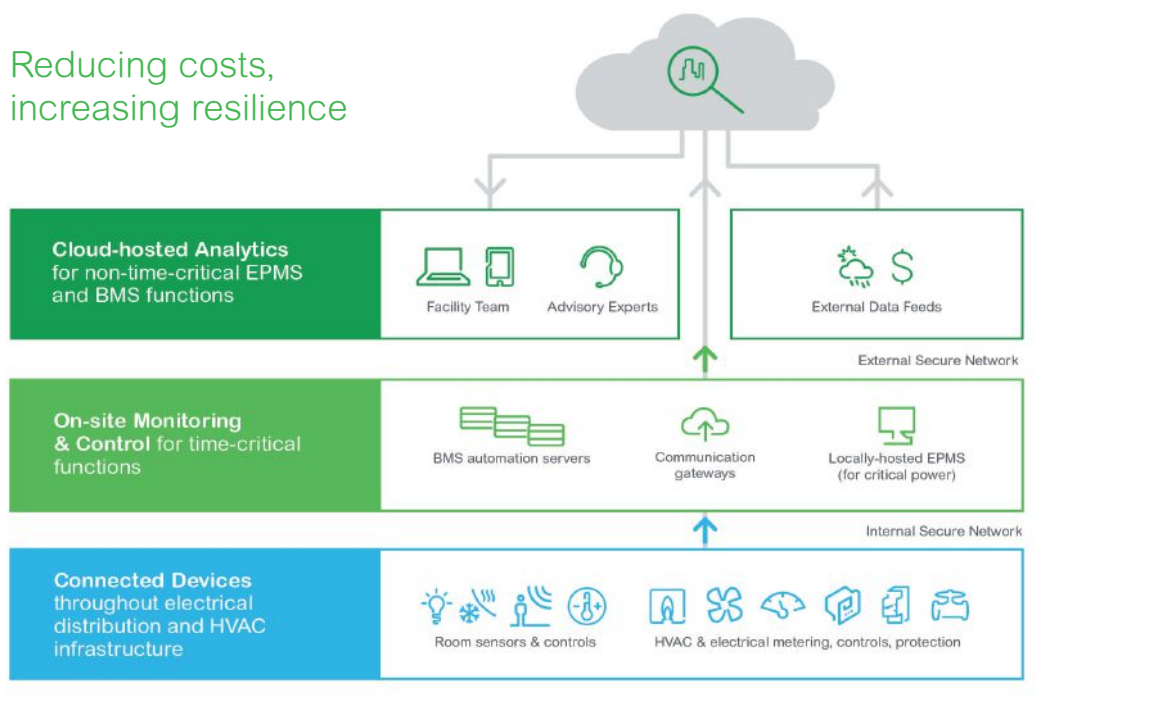 Reducing costs,
increasing resilience
Cloud-hosted Analytics
for non-time-critical EPMS
and BMS functions
Facility Team
Advisory Experts
$
External Data Feeds
External Secure Network
On-site Monitoring
& Control for time-critical
functions
BMS automation servers
Communication
gateways
Locally-hosted EPMS
(for critical power)
Internal Secure Network
Connected Devices
throughout electrical
distribution and HVAC
infrastructure
Room sensors & controls
HVAC & electrical metering, controls, protection